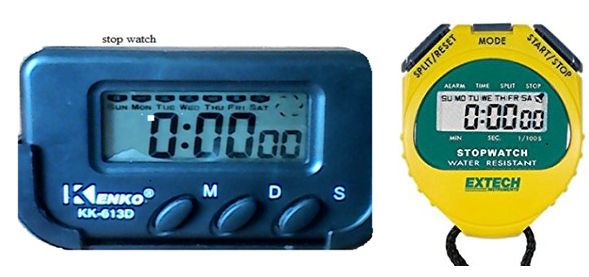 stop watch
SUN MON TUE WED THU FRI SAT
0:00 00
KENKO®
KK-613D
M D S
SPLIT/RESET MODE START/STOP
ALARM TIME SPLIT STOP
SU MO TU WE TH FR SA
0:00 00
MIN SEC. 1/100S
STOPWATCH
WATER RESISTANT
EXTECH
INSTRUMENTS